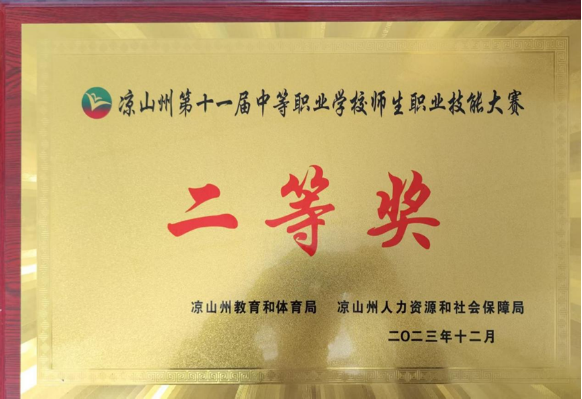 凉山州第十一届中等职业学校师生职业技能大赛
二等奖
凉山州教育和体育局 凉山州人力资源和社会保障局
二〇二三年十二月